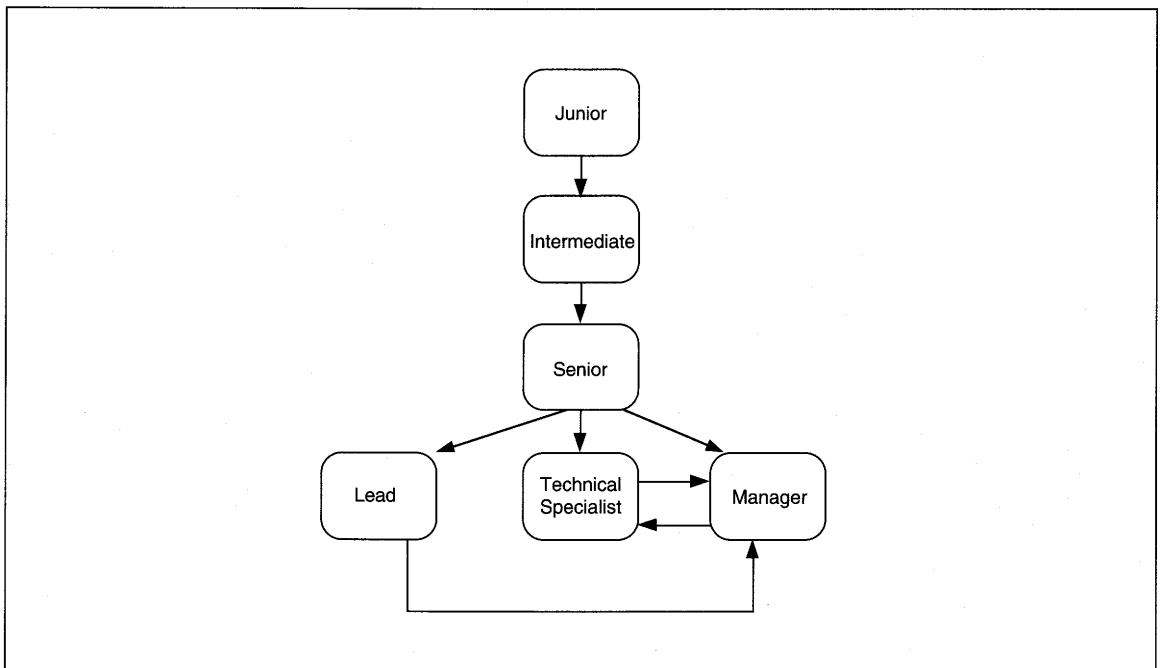 Junior
Intermediate
Senior
Lead
Technical
Specialist
Manager